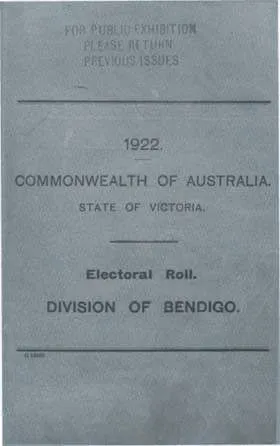 FOR PUBLIC EXHIBITION
PLEASE RETURN
PREVIOUS ISSUES
1922.
COMMONWEALTH OF AUSTRALIA.
STATE OF VICTORIA.
Electoral Roll.
DIVISION OF BENDIGO.